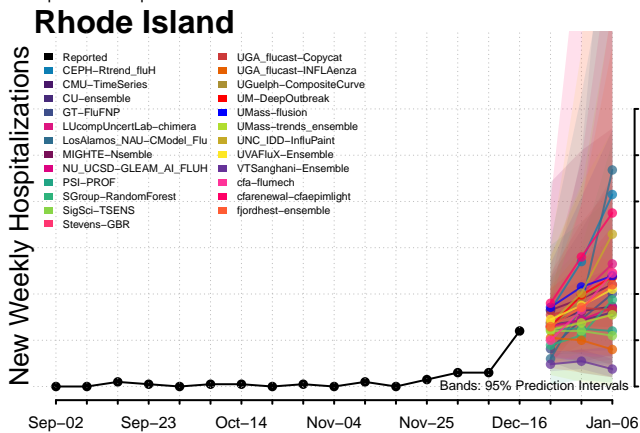 Rhode Island
New Weekly Hospitalizations
Reported
CEPH−Rtrend_fluH
CMU−TimeSeries
CU−ensemble
GT−FluFNP
LUcompUncertLab−chimera
LosAlamos_NAU−CModel_Flu
MIGHTE−Nsemble
NU_UCSD−GLEAM_AI_FLUH
PSI−PROF
SGroup−RandomForest
SigSci−TSENS
Stevens−GBR
UGA_flucast−Copycat
UGA_flucast−INFLAenza
UGuelph−CompositeCurve
UM−DeepOutbreak
UMass−flusion
UMass−trends_ensemble
UNC_IDD−InfluPaint
UVAFluX−Ensemble
VTSanghani−Ensemble
cfa−flumech
cfarenewal−cfaepimlight
fjordhest−ensemble
Bands: 95% Prediction Intervals
Sep−02 Sep−23 Oct−14 Nov−04 Nov−25 Dec−16 Jan−06